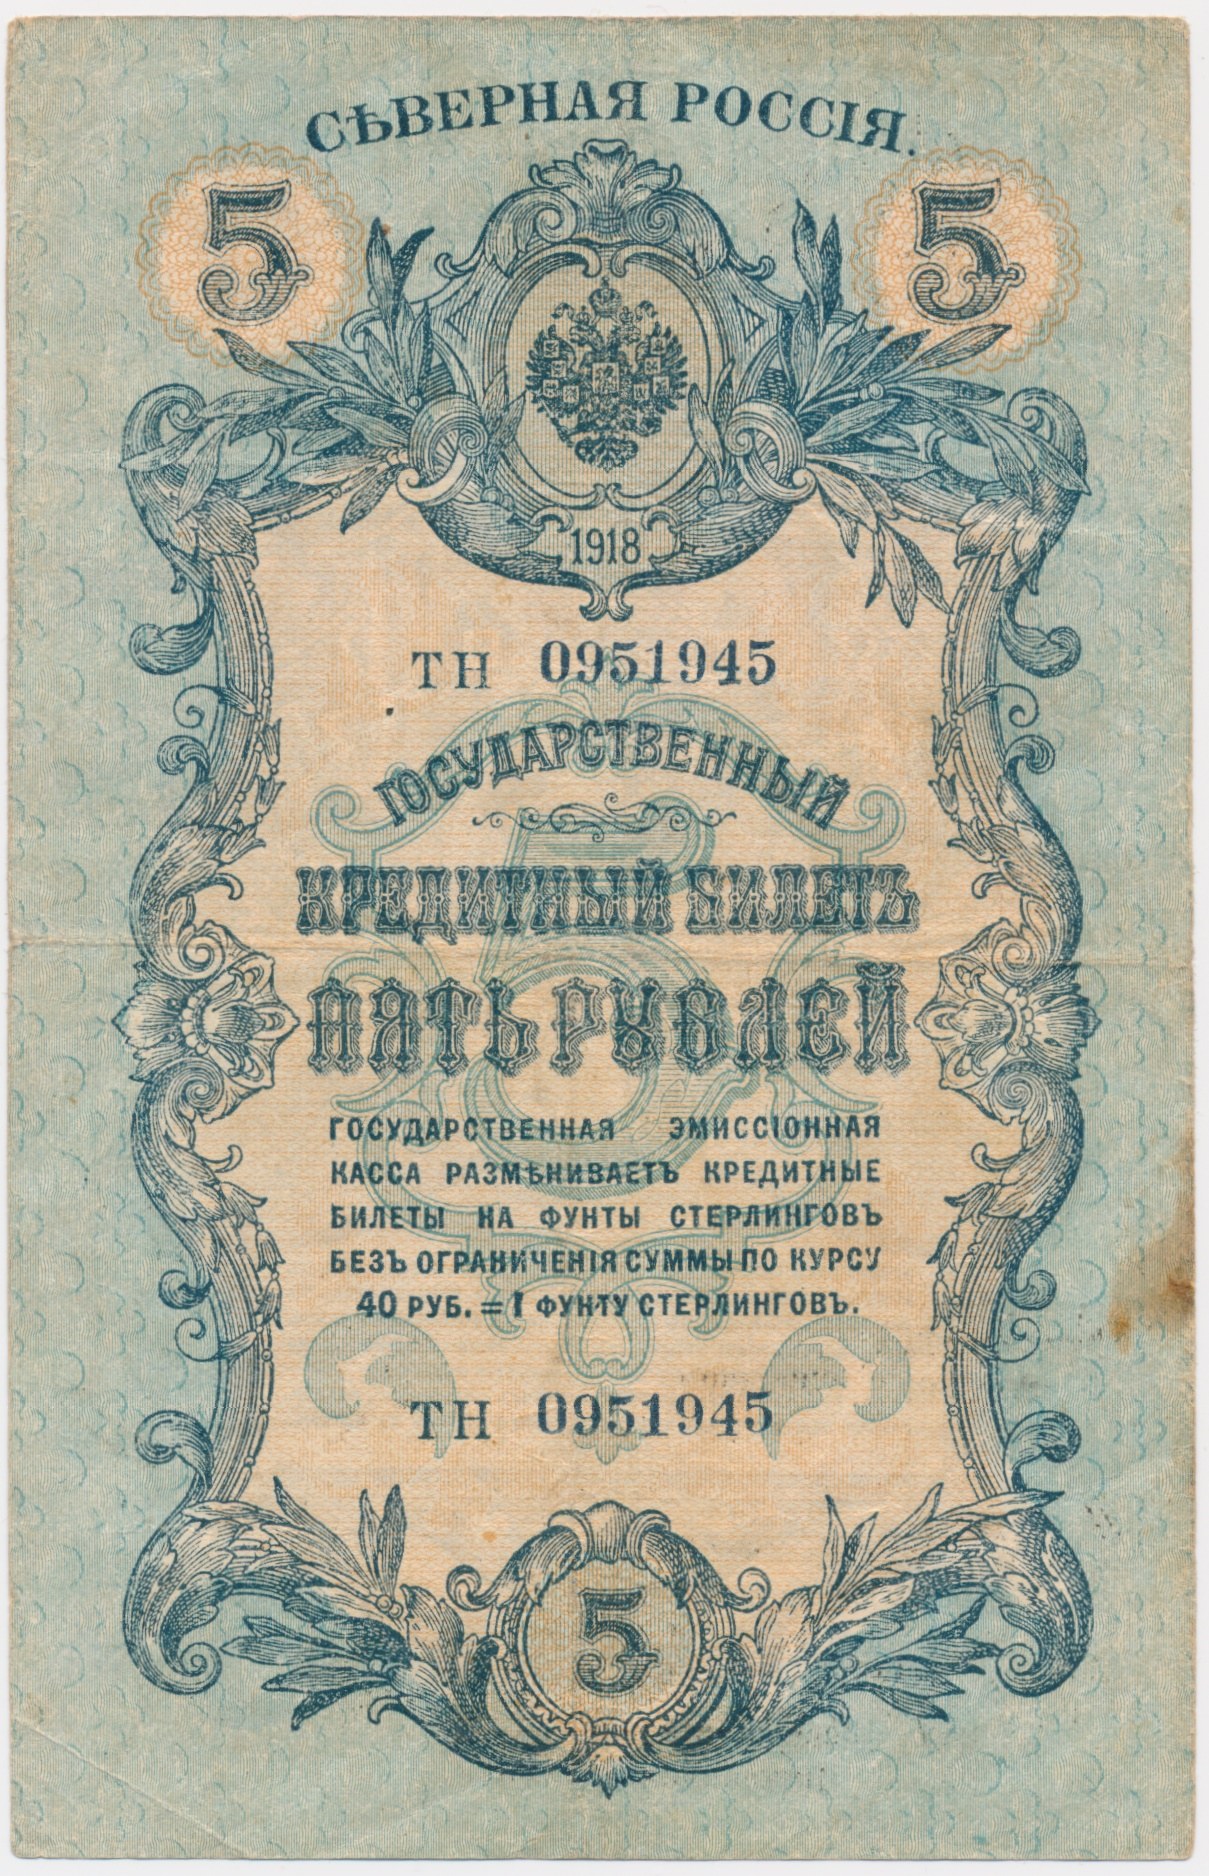 СѢВЕРНАЯ РОССІЯ.
5 5
1918
ТН 0951945
ГОСУДАРСТВЕННЫЙ
КРЕДИТНЫЙ БИЛЕТЪ
ПЯТЬ РУБЛЕЙ
ГОСУДАРСТВЕННАЯ ЭМИССІОННАЯ
КАССА РАЗМѢНИВАЕТЪ КРЕДИТНЫЕ
БИЛЕТЫ НА ФУНТЫ СТЕРЛИНГОВЪ
БЕЗЪ ОГРАНИЧЕНІЯ СУММЫ ПО КУРСУ
40 РУБ. = 1 ФУНТУ СТЕРЛИНГОВЪ.
ТН 0951945
5